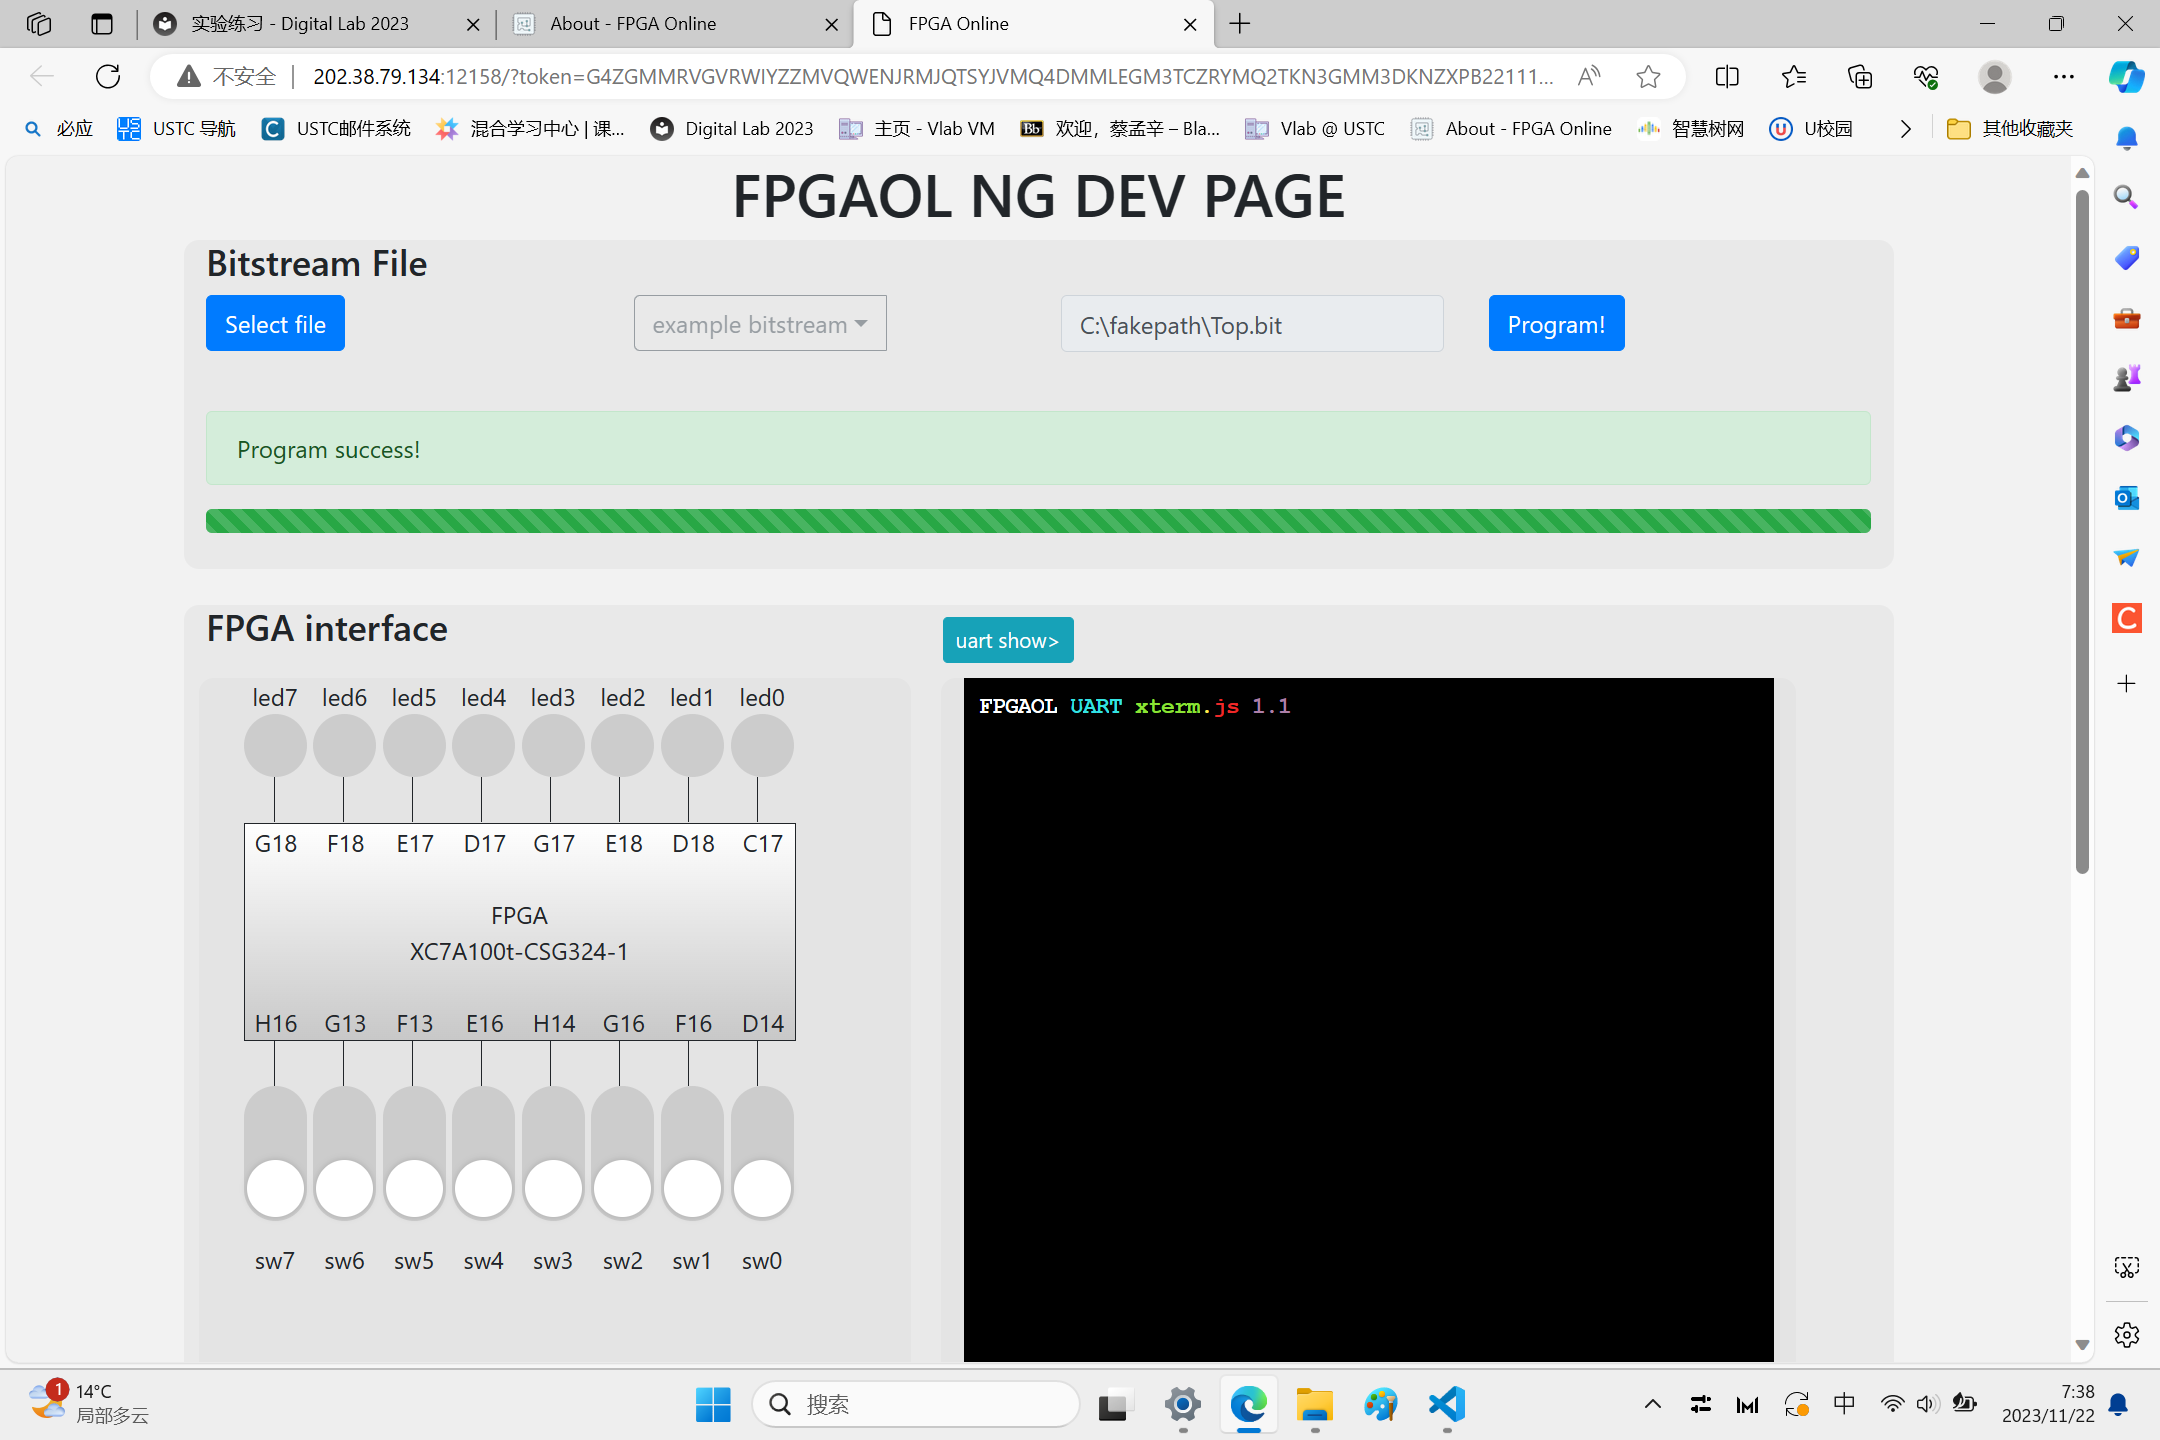 实验练习 - Digital Lab 2023
About - FPGA Online
FPGA Online
不安全
202.38.79.134:12158/?token=G4ZGMMRVGVRWIYZZMVQWENJRMJQTSYJVMQ4DMMLEGM3TCZRYMQ2TKN3GMM3DKNZXPB22111...
必应
USTC 导航
USTC邮件系统
混合学习中心 | 课...
Digital Lab 2023
主页 - Vlab VM
Bb
欢迎，蔡孟辛 – Bla...
Vlab @ USTC
About - FPGA Online
智慧树网
U校园
其他收藏夹
FPGAOL NG DEV PAGE
Bitstream File
Select file
example bitstream
C:\fakepath\Top.bit
Program!
Program success!
FPGA interface
uart show>
led7 led6 led5 led4 led3 led2 led1 led0
FPGAOL UART xterm.js 1.1
G18 F18 E17 D17 G17 E18 D18 C17
FPGA
XC7A100t-CSG324-1
H16 G13 F13 E16 H14 G16 F16 D14
sw7 sw6 sw5 sw4 sw3 sw2 sw1 sw0
1
14°C
局部多云
搜索
中
7:38
2023/11/22